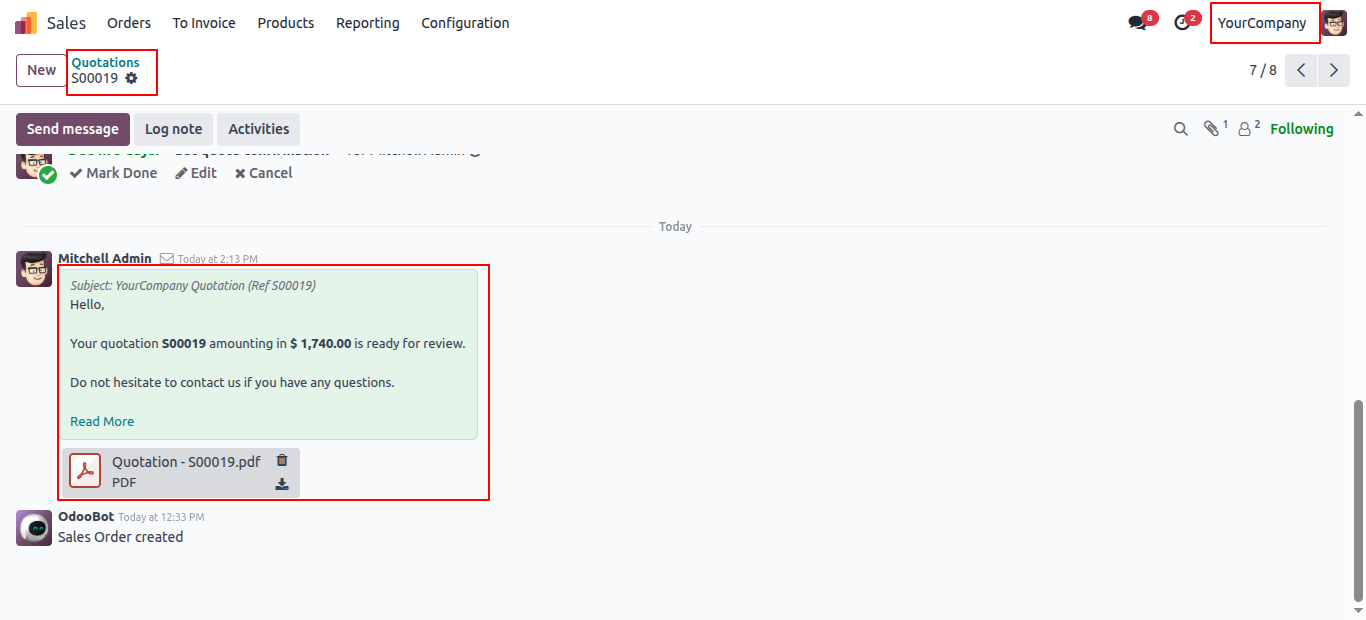 Sales Orders To Invoice Products Reporting Configuration 8 2 YourCompany
New Quotations 7 / 8
S00019
Send message Log note Activities 1 2 Following
Mark Done Edit Cancel
Today
Mitchell Admin Today at 2:13 PM
Subject: YourCompany Quotation (Ref S00019)
Hello,
Your quotation S00019 amounting in $ 1,740.00 is ready for review.
Do not hesitate to contact us if you have any questions.
Read More
Quotation - S00019.pdf
PDF
OdooBot Today at 12:33 PM
Sales Order created